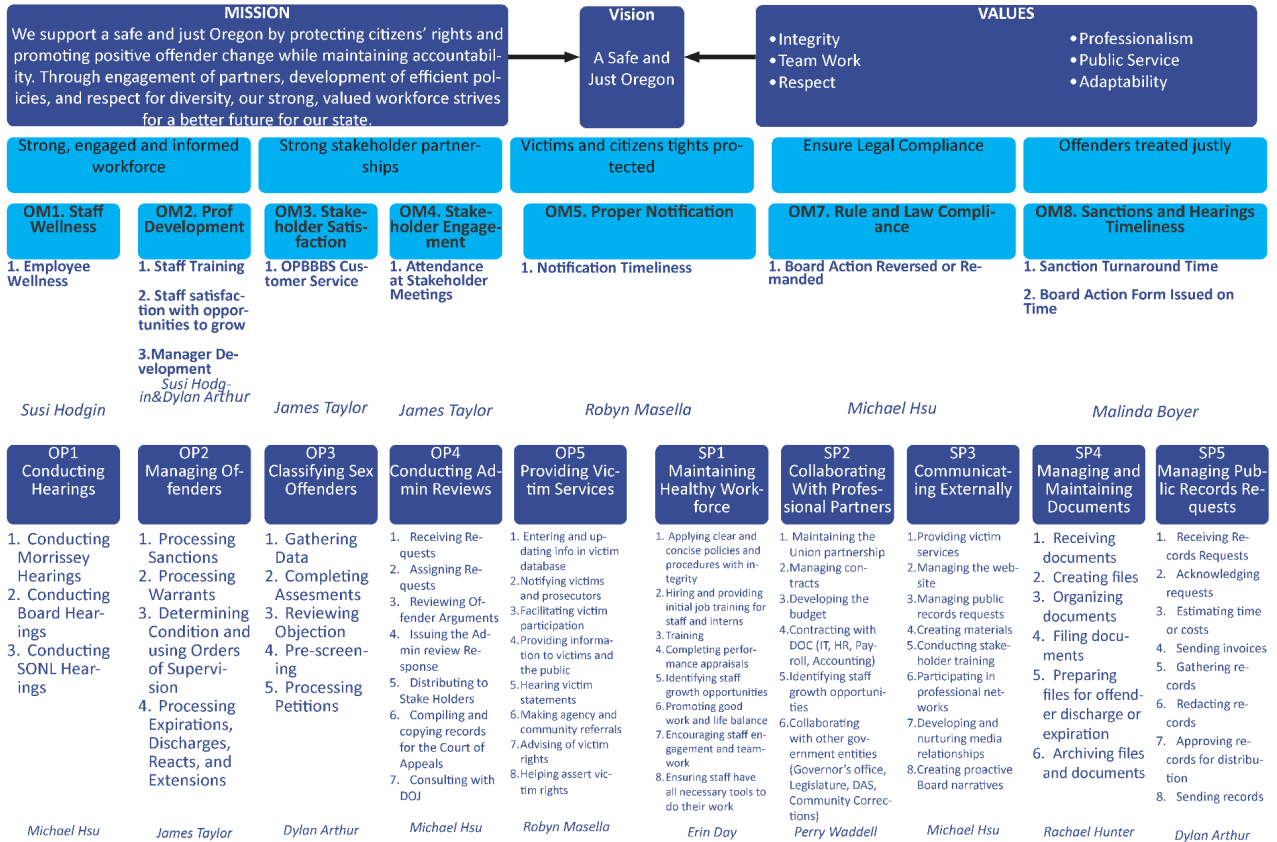 MISSION
We support a safe and just Oregon by protecting citizens' rights and
promoting positive offender change while maintaining accountabil-
ity. Through engagement of partners, development of efficient pol-
icies, and respect for diversity, our strong, valued workforce strives
for a better future for our state.
Vision
A Safe and
Just Oregon
VALUES
•Integrity
•Team Work
•Respect
•Professionalism
•Public Service
•Adaptability
Strong, engaged and informed
workforce
Strong stakeholder partner-
ships
Victims and citizens tights pro-
tected
Ensure Legal Compliance
Offenders treated justly
OM1. Staff
Wellness
OM2. Prof
Development
OM3. Stake-
holder Satis-
faction
OM4. Stake-
holder Engage-
ment
OM5. Proper Notification
OM7. Rule and Law Compli-
ance
OM8. Sanctions and Hearings
Timeliness
1. Employee
Wellness
Susi Hodgin
1. Staff Training
2. Staff satisfac-
tion with oppor-
tunities to grow
3.Manager De-
velopment
Susi Hodg-
in&Dylan Arthur
1. OPBBBS Cus-
tomer Service
James Taylor
1. Attendance
at Stakeholder
Meetings
James Taylor
1. Notification Timeliness
Robyn Masella
1. Board Action Reversed or Re-
manded
Michael Hsu
1. Sanction Turnaround Time
2. Board Action Form Issued on
Time
Malinda Boyer
OP1
Conducting
Hearings
1. Conducting
Morrissey
Hearings
2. Conducting
Board Hear-
ings
3. Conducting
SONL Hear-
ings
Michael Hsu
OP2
Managing Of-
fenders
1. Processing
Sanctions
2. Processing
Warrants
3. Determining
Condition and
using Orders
of Supervi-
sion
4. Processing
Expirations,
Discharges,
Reacts, and
Extensions
James Taylor
OP3
Classifying Sex
Offenders
1. Gathering
Data
2. Completing
Assesments
3. Reviewing
Objection
4. Pre-screen-
ing
5. Processing
Petitions
Dylan Arthur
OP4
Conducting Ad-
min Reviews
1. Receiving Re-
quests
2. Assigning Re-
quests
3. Reviewing Of-
fender Arguments
4. Issuing the Ad-
min review Re-
sponse
5. Distributing to
Stake Holders
6. Compiling and
copying records
for the Court of
Appeals
7. Consulting with
DOJ
Michael Hsu
OP5
Providing Vic-
tim Services
1. Entering and up-
dating info in victim
database
2.Notifying victims
and prosecutors
3.Facilitating victim
participation
4.Providing informa-
tion to victims and
the public
5.Hearing victim
statements
6.Making agency and
community referrals
7.Advising of victim
rights
8.Helping assert vic-
tim rights
Robyn Masella
SP1
Maintaining
Healthy Work-
force
1. Applying clear and
concise policies and
procedures with in-
tegrity
2.Hiring and providing
initial job training for
staff and interns
3.Training
4.Completing perfor-
mance appraisals
5.Identifying staff
growth opportunities
6.Promoting good
work and life balance
7.Encouraging staff en-
gagement and team-
work
8.Ensuring staff have
all necessary tools to
do their work
Erin Day
SP2
Collaborating
With Profes-
sional Partners
1. Maintaining the
Union partnership
2.Managing con-
tracts
3.Developing the
budget
4.Contracting with
DOC (IT, HR, Pay-
roll, Accounting)
5.Identifying staff
growth opportuni-
ties
6.Collaborating
with other gov-
ernment entities
(Governor's office,
Legislature, DAS,
Community Correc-
tions)
Perry Waddell
SP3
Communicat-
ing Externally
1.Providing victim
services
2.Managing the web-
site
3.Managing public
records requests
4.Creating materials
5.Conducting stake-
holder training
6.Participating in
professional net-
works
7.Developing and
nurturing media
relationships
8.Creating proactive
Board narratives
Michael Hsu
SP4
Managing and
Maintaining
Documents
1. Receiving
documents
2. Creating files
3. Organizing
documents
4. Filing docu-
ments
5. Preparing
files for offend-
er discharge or
expiration
6. Archiving files
and documents
Rachael Hunter
SP5
Managing Pub-
lic Records Re-
quests
1. Receiving Re-
cords Requests
2. Acknowledging
requests
3. Estimating time
or costs
4. Sending invoices
5. Gathering re-
cords
6. Redacting re-
cords
7. Approving re-
cords for distribu-
tion
8. Sending records
Dylan Arthur